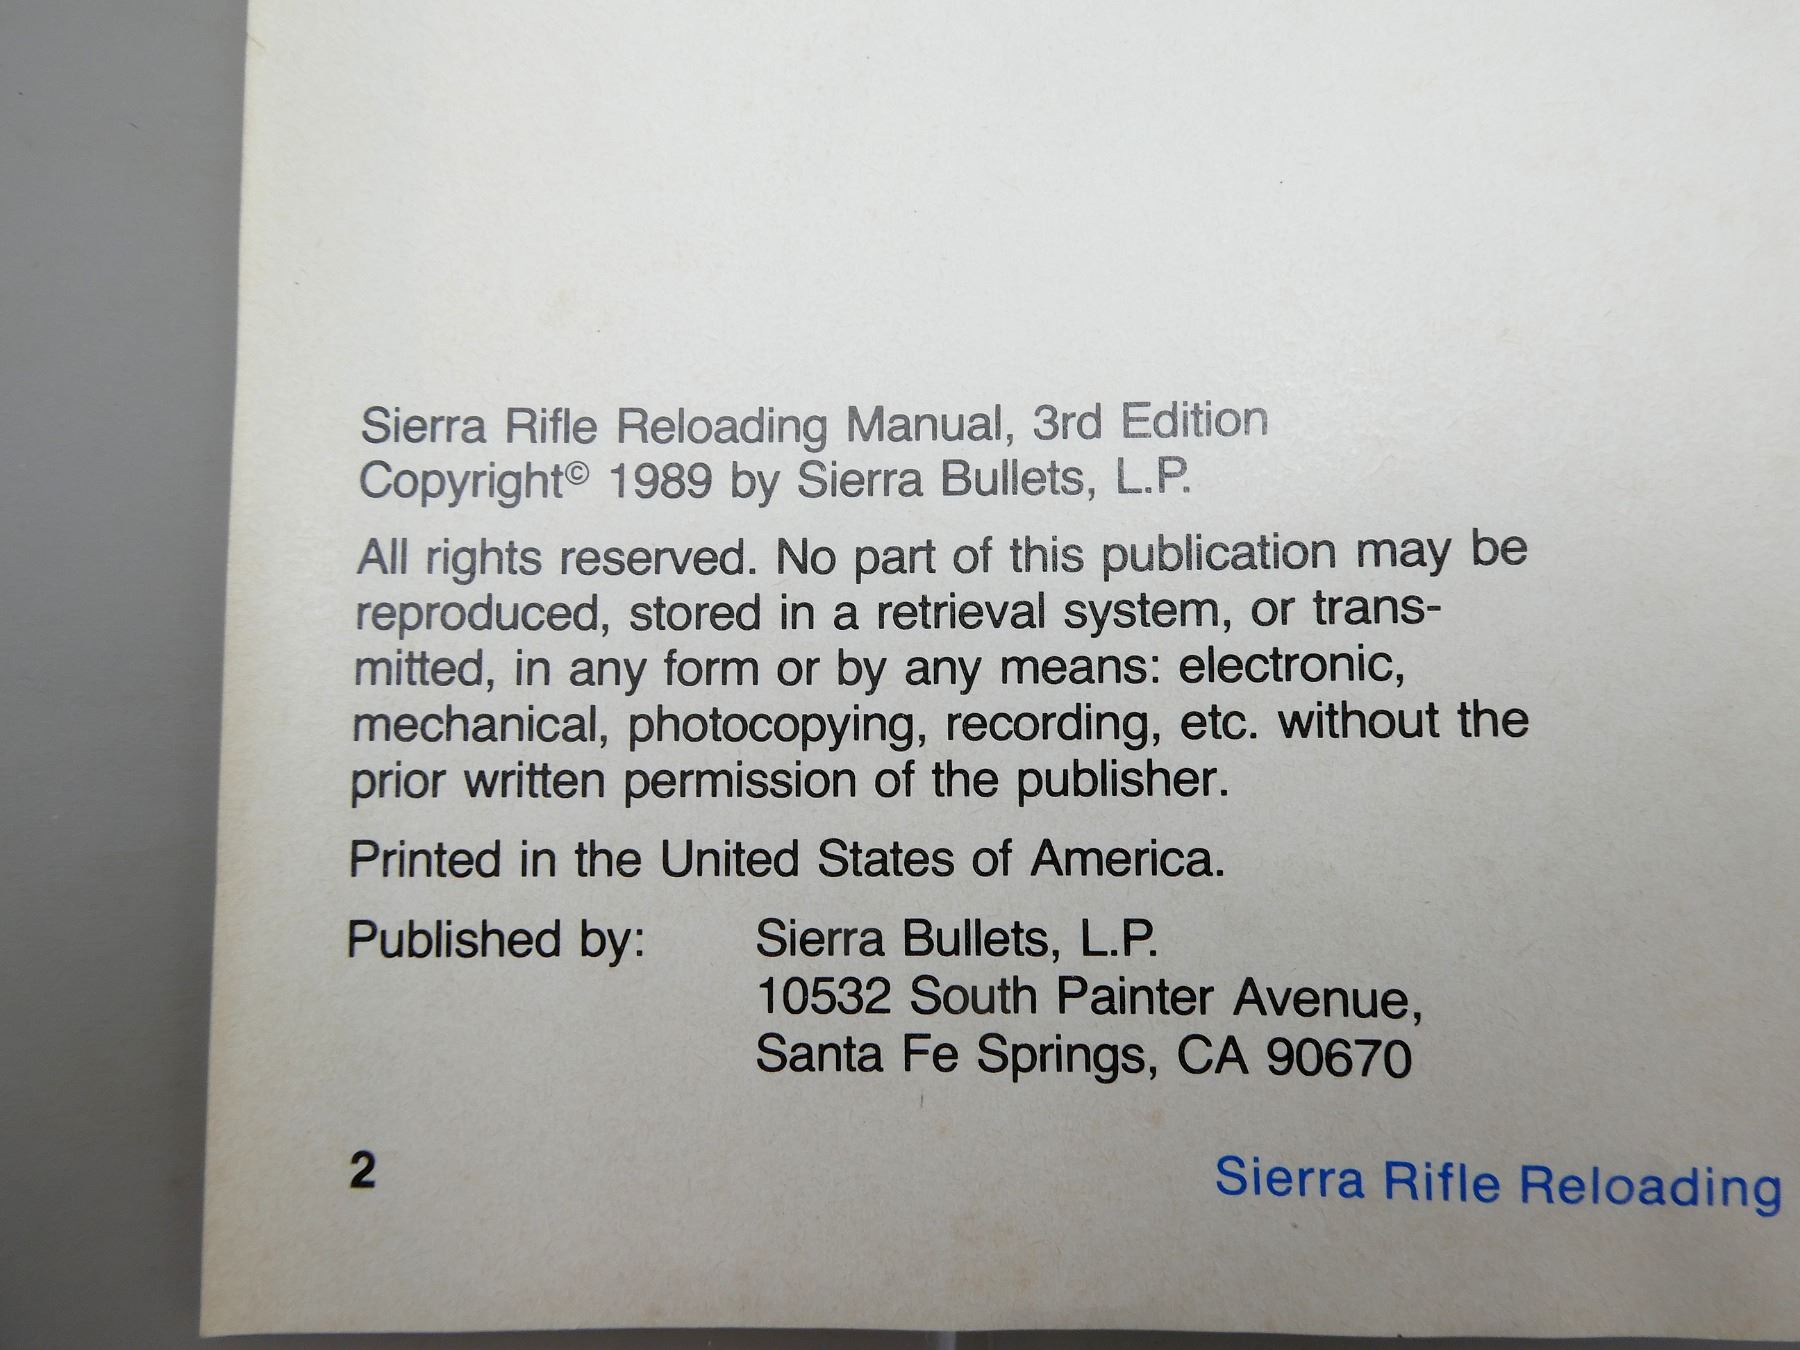 Sierra Rifle Reloading Manual, 3rd Edition
Copyright© 1989 by Sierra Bullets, L.P.
All rights reserved. No part of this publication may be
reproduced, stored in a retrieval system, or trans-
mitted, in any form or by any means: electronic,
mechanical, photocopying, recording, etc. without the
prior written permission of the publisher.
Printed in the United States of America.
Published by: Sierra Bullets, L.P.
10532 South Painter Avenue,
Santa Fe Springs, CA 90670
2 Sierra Rifle Reloading